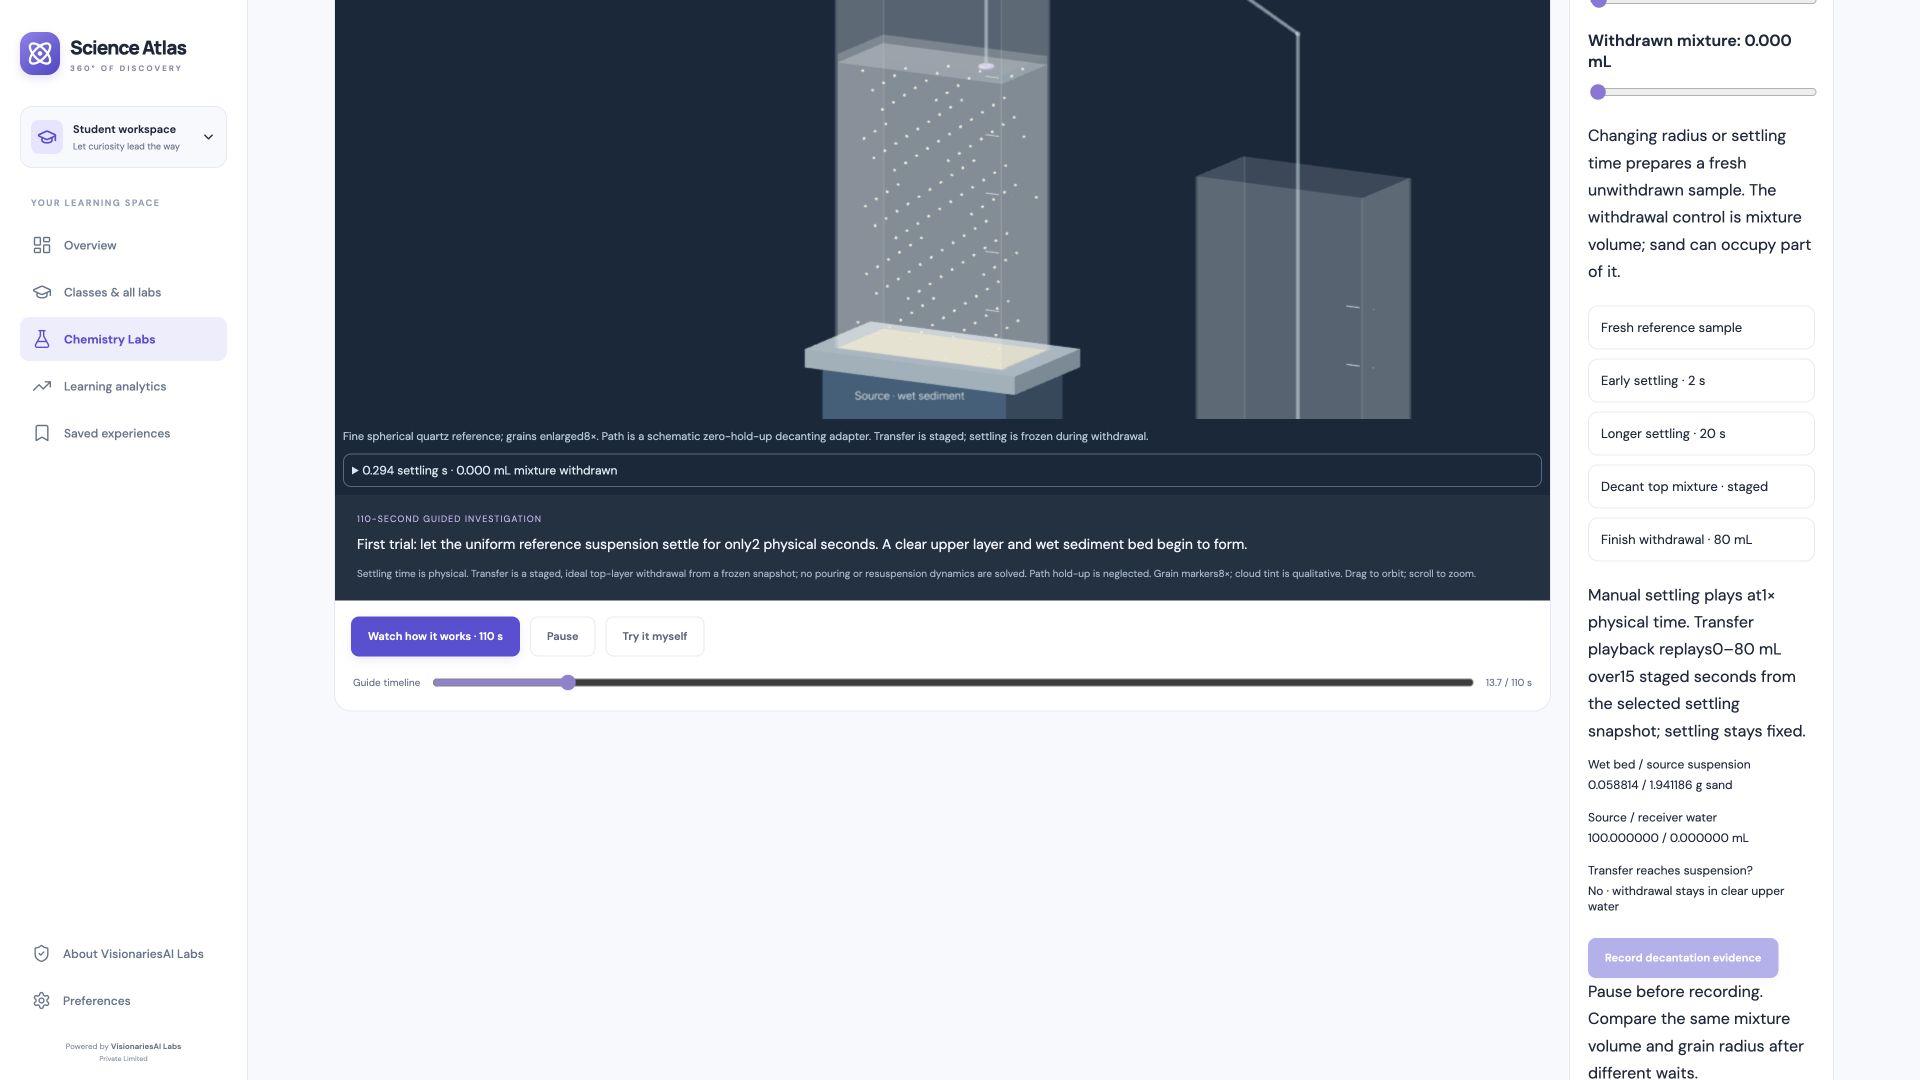 Science Atlas
360° OF DISCOVERY
Student workspace
Let curiosity lead the way
YOUR LEARNING SPACE
Overview
Classes & all labs
Chemistry Labs
Learning analytics
Saved experiences
About VisionariesAI Labs
Preferences
Powered by VisionariesAI Labs
Private Limited
Source · wet sediment
Fine spherical quartz reference; grains enlarged8×. Path is a schematic zero-hold-up decanting adapter. Transfer is staged; settling is frozen during withdrawal.
▶ 0.294 settling s · 0.000 mL mixture withdrawn
110-SECOND GUIDED INVESTIGATION
First trial: let the uniform reference suspension settle for only2 physical seconds. A clear upper layer and wet sediment bed begin to form.
Settling time is physical. Transfer is a staged, ideal top-layer withdrawal from a frozen snapshot; no pouring or resuspension dynamics are solved. Path hold-up is neglected. Grain markers8×; cloud tint is qualitative. Drag to orbit; scroll to zoom.
Watch how it works · 110 s
Pause
Try it myself
Guide timeline
13.7 / 110 s
Withdrawn mixture: 0.000
mL
Changing radius or settling
time prepares a fresh
unwithdrawn sample. The
withdrawal control is mixture
volume; sand can occupy part
of it.
Fresh reference sample
Early settling · 2 s
Longer settling · 20 s
Decant top mixture · staged
Finish withdrawal · 80 mL
Manual settling plays at1×
physical time. Transfer
playback replays0–80 mL
over15 staged seconds from
the selected settling
snapshot; settling stays fixed.
Wet bed / source suspension
0.058814 / 1.941186 g sand
Source / receiver water
100.000000 / 0.000000 mL
Transfer reaches suspension?
No · withdrawal stays in clear upper
water
Record decantation evidence
Pause before recording.
Compare the same mixture
volume and grain radius after
different waits.